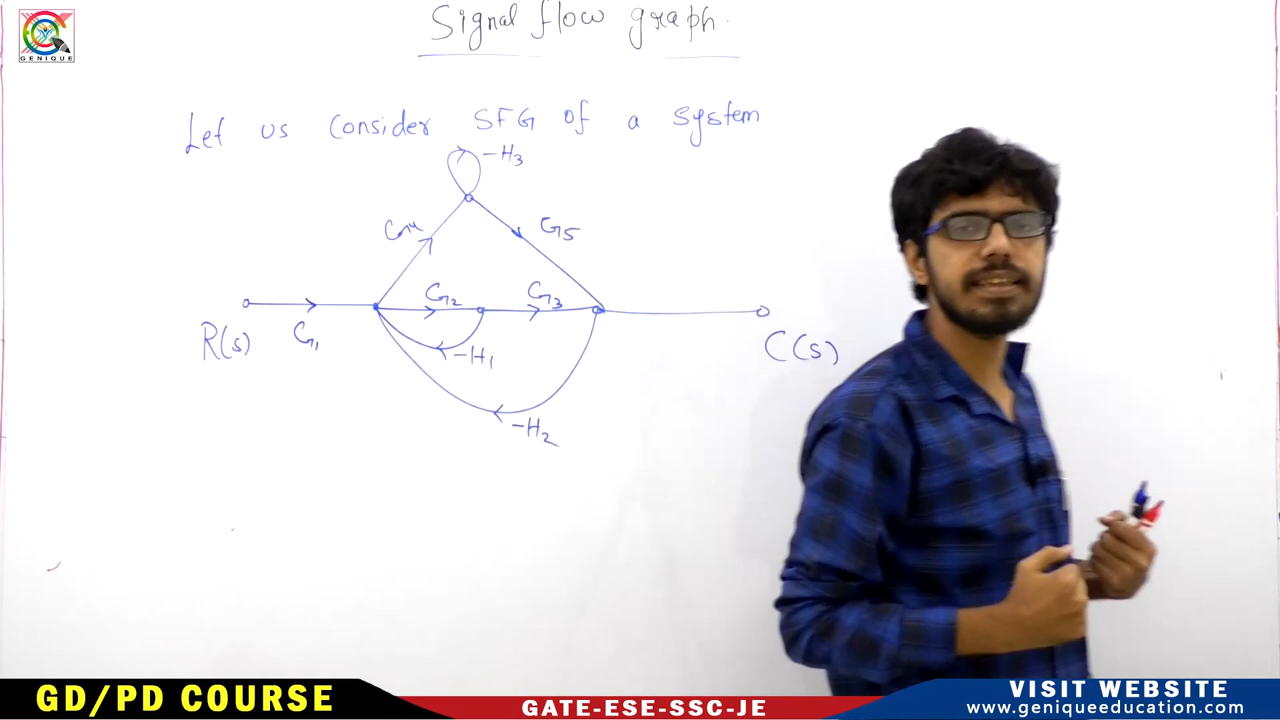 Signal flow graph.
GENIQUE
Let us consider SFG of a system
-H3
G4
G5
G2
G3
R(s)
G1
-H1
C(s)
-H2
GD/PD COURSE
GATE-ESE-SSC-JE
VISIT WEBSITE
www.geniqueeducation.com